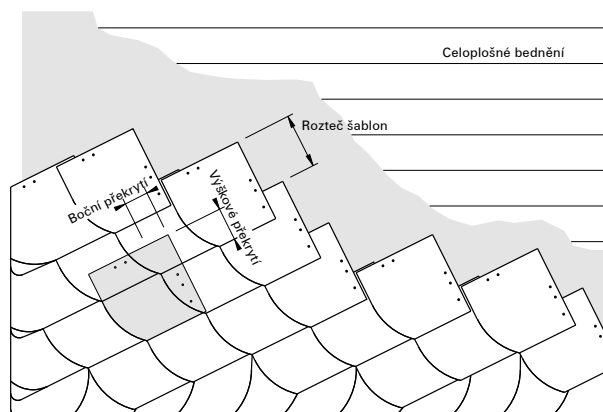 Celoplošné bednění
Rozteč šablon
Boční překrytí
Výškové překrytí